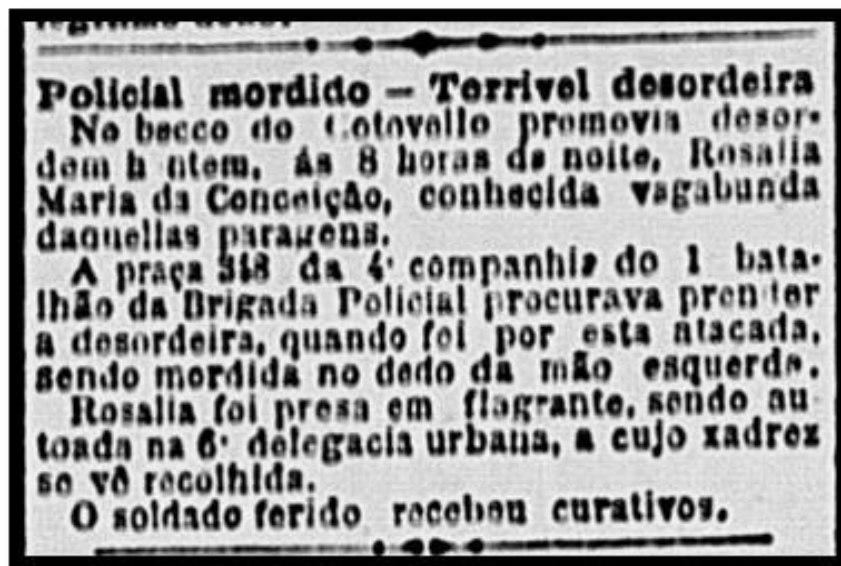 Policial mordido — Terrivel desordeira
No becco do Cotovello promovia desor-
dem h ntem, ás 8 horas da noite, Rosalia
Maria da Conceição, conhecida vagabunda
daquellas paragens.
A praça 348 da 4ª companhia do 1 bata-
lhão da Brigada Policial procurava prender
a desordeira, quando foi por esta atacada,
sendo mordida no dedo da mão esquerda.
Rosalia foi presa em flagrante, sendo au
toada na 6ª delegacia urbana, a cujo xadrez
se vê recolhida.
O soldado ferido recebeu curativos.